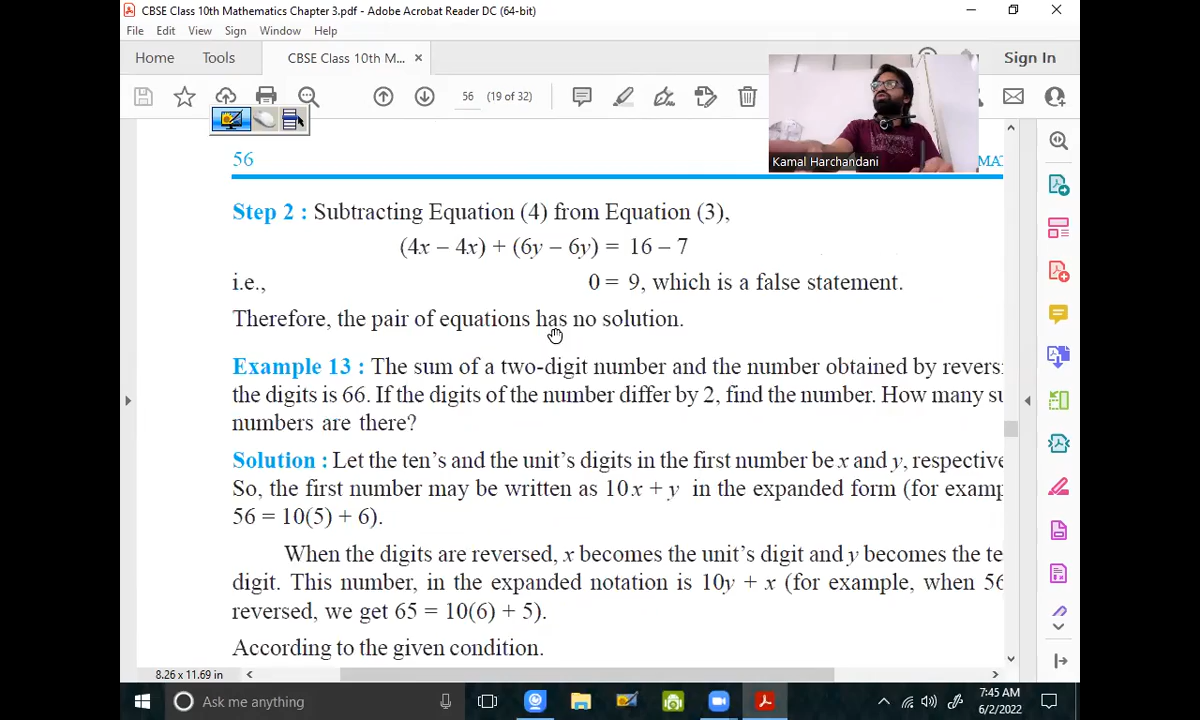 CBSE Class 10th Mathematics Chapter 3.pdf - Adobe Acrobat Reader DC (64-bit)
File Edit View Sign Window Help
Home Tools CBSE Class 10th M... × Sign In
56 (19 of 32)
Kamal Harchandani
56 MA
Step 2 : Subtracting Equation (4) from Equation (3),
(4x – 4x) + (6y – 6y) = 16 – 7
i.e., 0 = 9, which is a false statement.
Therefore, the pair of equations has no solution.
Example 13 : The sum of a two-digit number and the number obtained by revers
the digits is 66. If the digits of the number differ by 2, find the number. How many su
numbers are there?
Solution : Let the ten's and the unit's digits in the first number be x and y, respective
So, the first number may be written as 10x + y in the expanded form (for examp
56 = 10(5) + 6).
When the digits are reversed, x becomes the unit's digit and y becomes the te
digit. This number, in the expanded notation is 10y + x (for example, when 56
reversed, we get 65 = 10(6) + 5).
According to the given condition.
8.26 x 11.69 in
Ask me anything
7:45 AM
6/2/2022